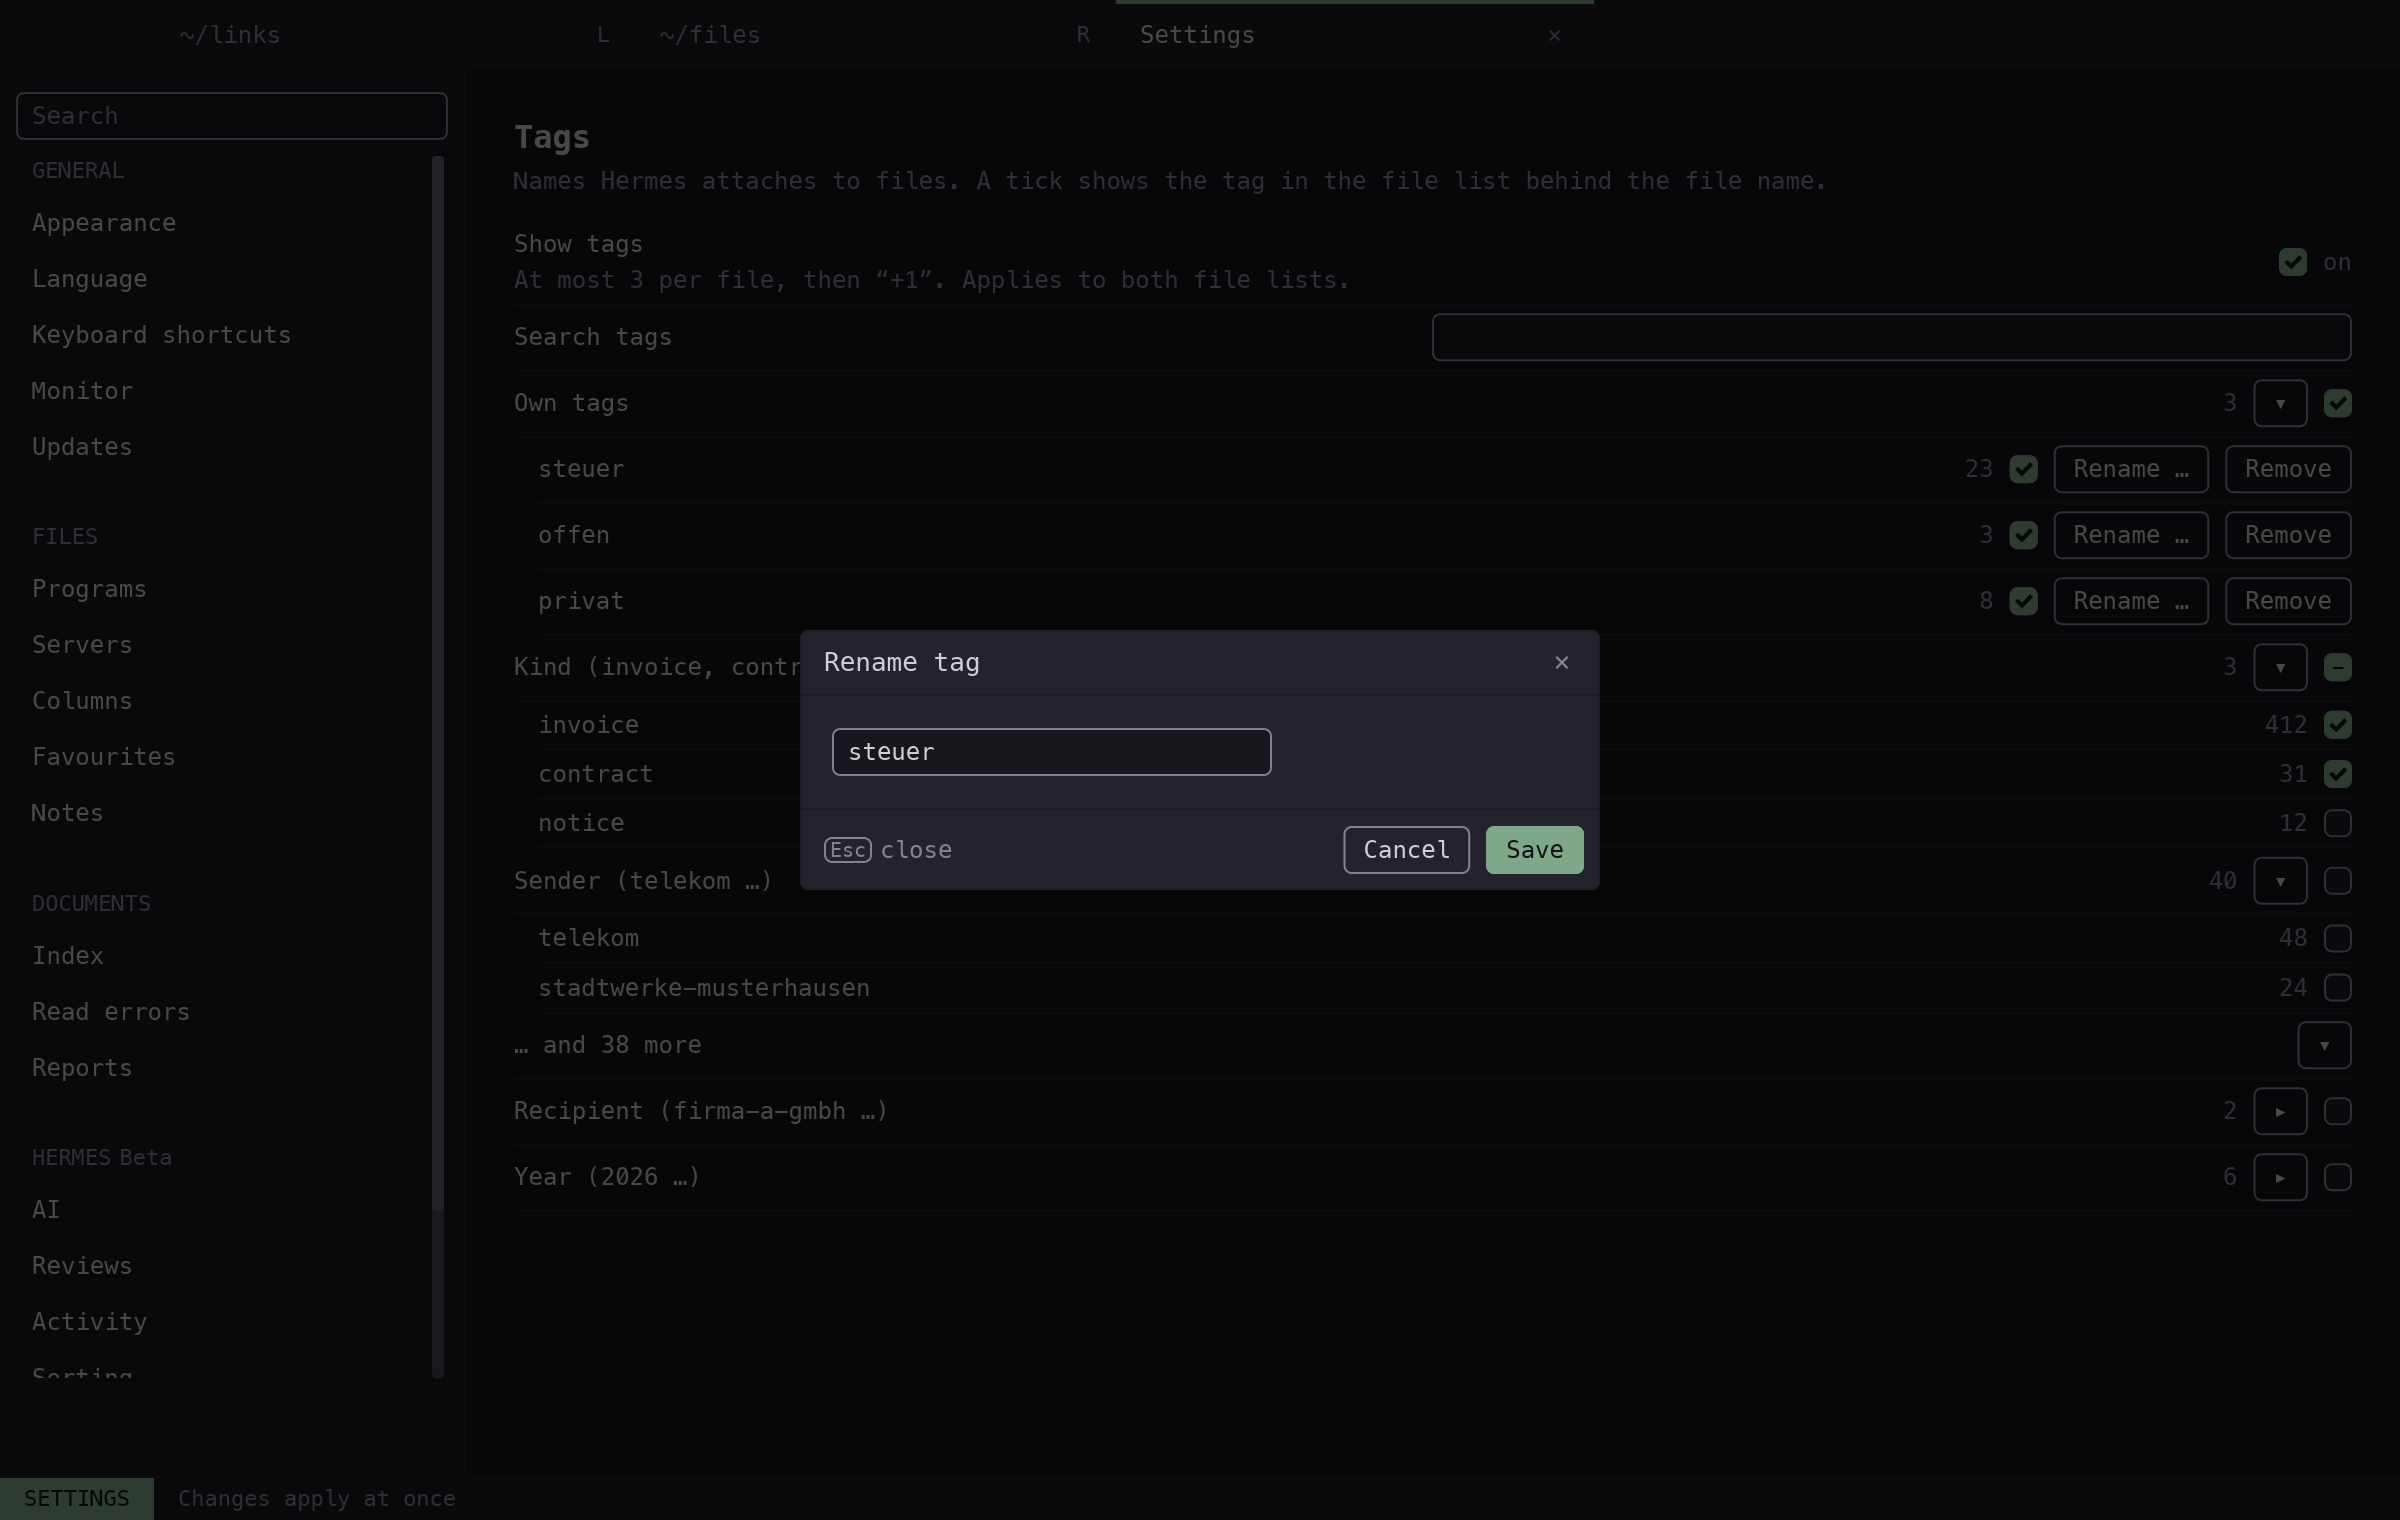 ~/links L ~/files R Settings ×
Search
GENERAL
Appearance
Language
Keyboard shortcuts
Monitor
Updates
FILES
Programs
Servers
Columns
Favourites
Notes
DOCUMENTS
Index
Read errors
Reports
HERMES Beta
AI
Reviews
Activity
Sorting
Tags
Names Hermes attaches to files. A tick shows the tag in the file list behind the file name.
Show tags
At most 3 per file, then “+1”. Applies to both file lists.
on
Search tags
Own tags 3 ▾
steuer 23 Rename … Remove
offen 3 Rename … Remove
privat 8 Rename … Remove
Kind (invoice, contr 3 ▾
invoice 412
contract 31
notice 12
Sender (telekom …) 40 ▾
telekom 48
stadtwerke-musterhausen 24
… and 38 more ▾
Recipient (firma-a-gmbh …) 2 ▸
Year (2026 …) 6 ▸
Rename tag ×
steuer
Esc close Cancel Save
SETTINGS Changes apply at once